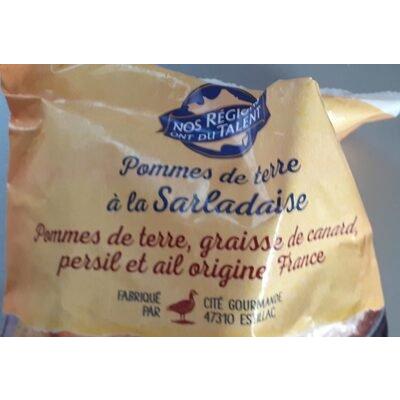 NOS RÉGIONS
ONT DU TALENT
Pommes de terre
à la Sarladaise
Pommes de terre, graisse de canard,
persil et ail origine France
FABRIQUÉ
PAR
CITÉ GOURMANDE
47310 ESTILLAC